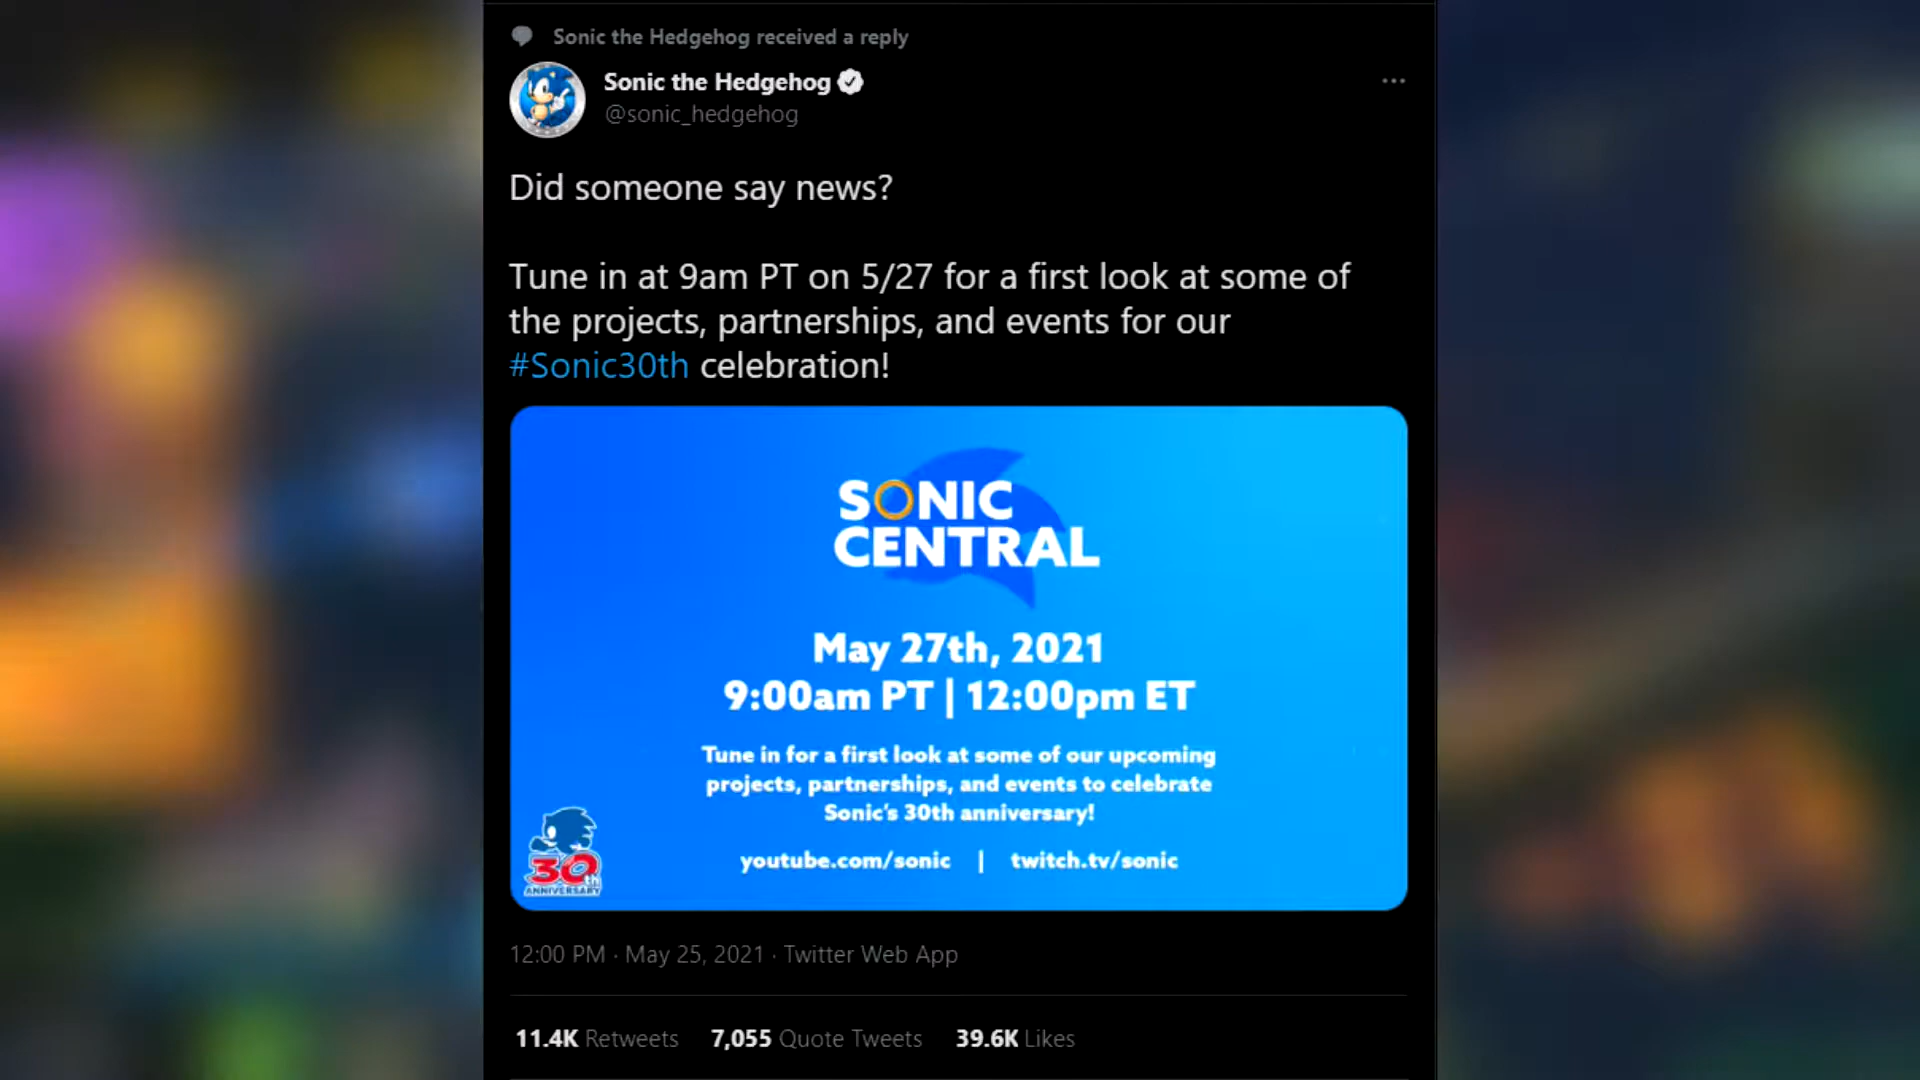 Sonic the Hedgehog received a reply
Sonic the Hedgehog
@sonic_hedgehog
Did someone say news?
Tune in at 9am PT on 5/27 for a first look at some of
the projects, partnerships, and events for our
#Sonic30th celebration!
SONIC
CENTRAL
May 27th, 2021
9:00am PT | 12:00pm ET
Tune in for a first look at some of our upcoming
projects, partnerships, and events to celebrate
Sonic's 30th anniversary!
youtube.com/sonic | twitch.tv/sonic
30th
ANNIVERSARY
12:00 PM · May 25, 2021 · Twitter Web App
11.4K Retweets 7,055 Quote Tweets 39.6K Likes